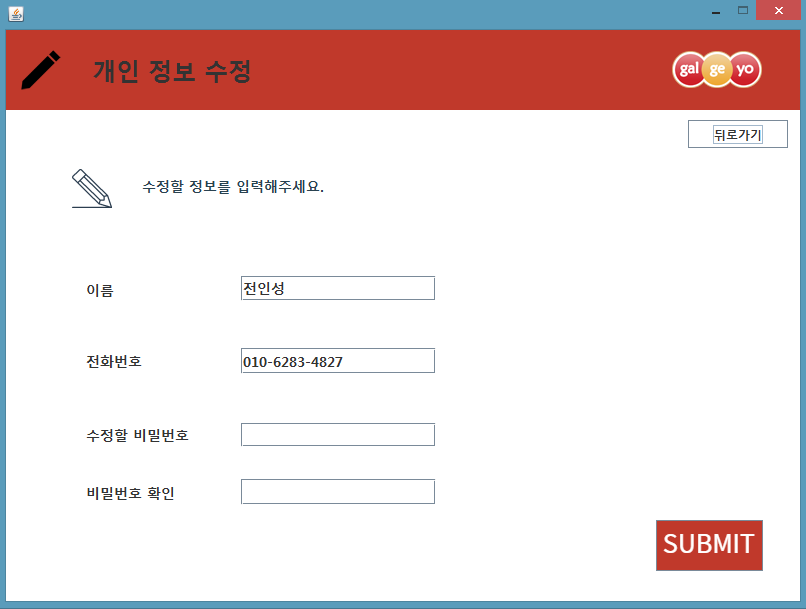 개인 정보 수정
gal ge yo
뒤로가기
수정할 정보를 입력해주세요.
이름 전인성
전화번호 010-6283-4827
수정할 비밀번호
비밀번호 확인
SUBMIT